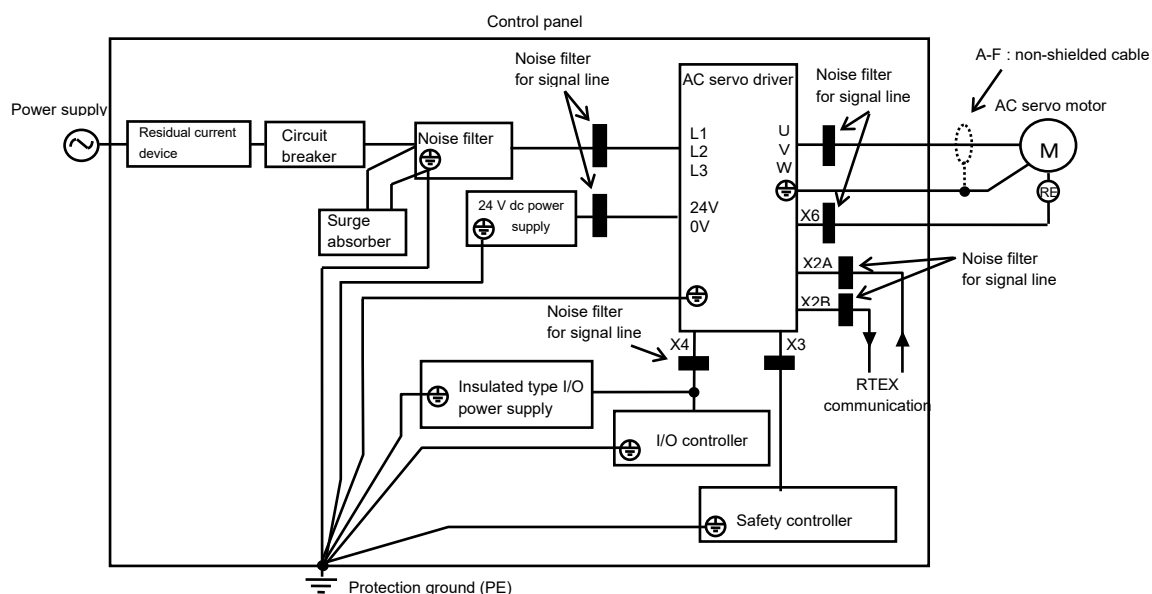 Control panel
Noise filter
for signal line
A-F : non-shielded cable
AC servo driver
Noise filter
for signal line
Power supply
AC servo motor
Residual current
device
Circuit
breaker
Noise filter
L1
L2
L3
U
V
W
M
RE
24 V dc power
supply
24V
0V
X6
Surge
absorber
X2A
X2B
Noise filter
for signal line
Noise filter
for signal line
X4
X3
RTEX
communication
Insulated type I/O
power supply
I/O controller
Safety controller
Protection ground (PE)